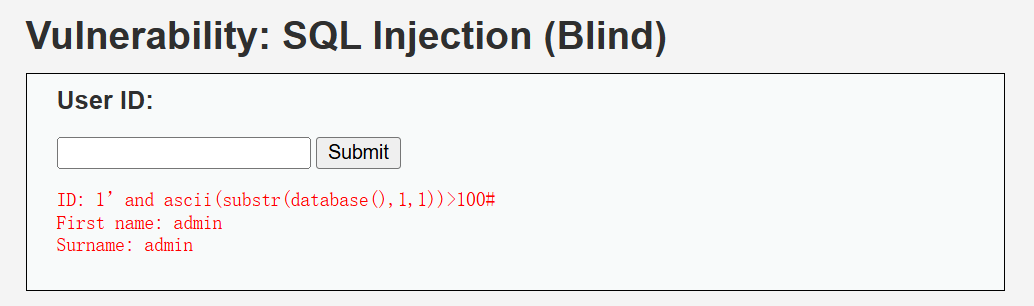 Vulnerability: SQL Injection (Blind)
User ID:
Submit
ID: 1' and ascii(substr(database(),1,1))>100#
First name: admin
Surname: admin